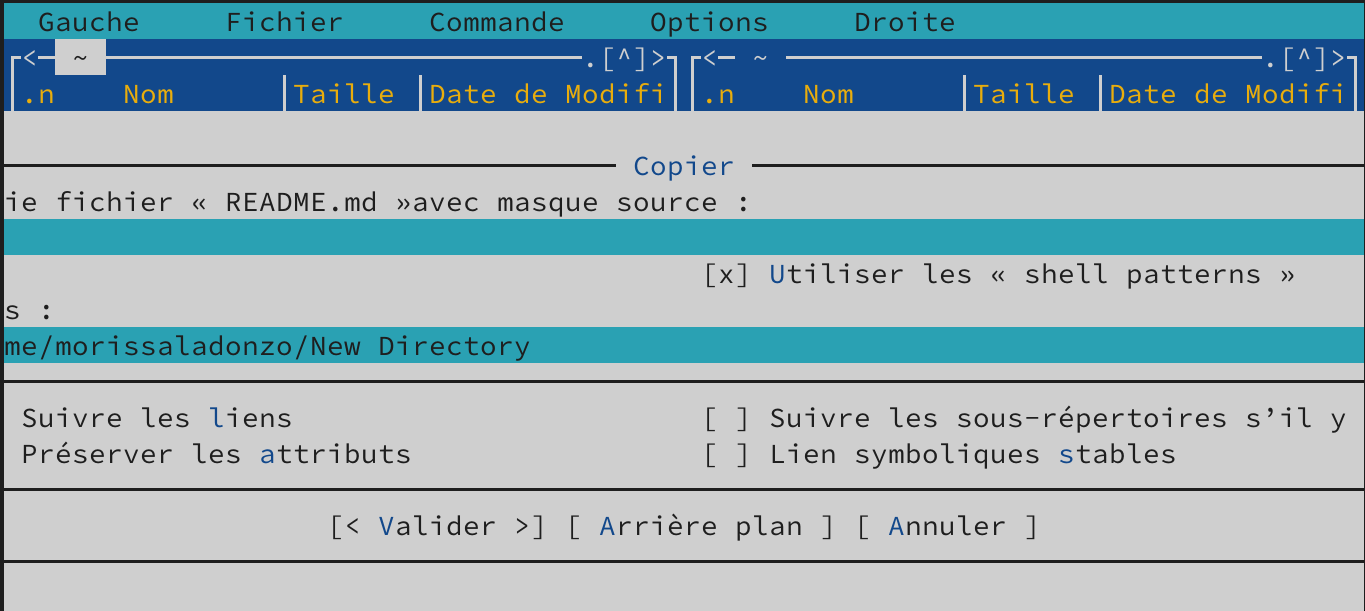 Gauche Fichier Commande Options Droite
<─ ~ ─.[^]> <─ ~ ─.[^]>
.n Nom Taille Date de Modifi .n Nom Taille Date de Modifi
Copier
ie fichier « README.md »avec masque source :
[x] Utiliser les « shell patterns »
s :
me/morissaladonzo/New Directory
Suivre les liens [ ] Suivre les sous-répertoires s’il y
Préserver les attributs [ ] Lien symboliques stables
[< Valider >] [ Arrière plan ] [ Annuler ]